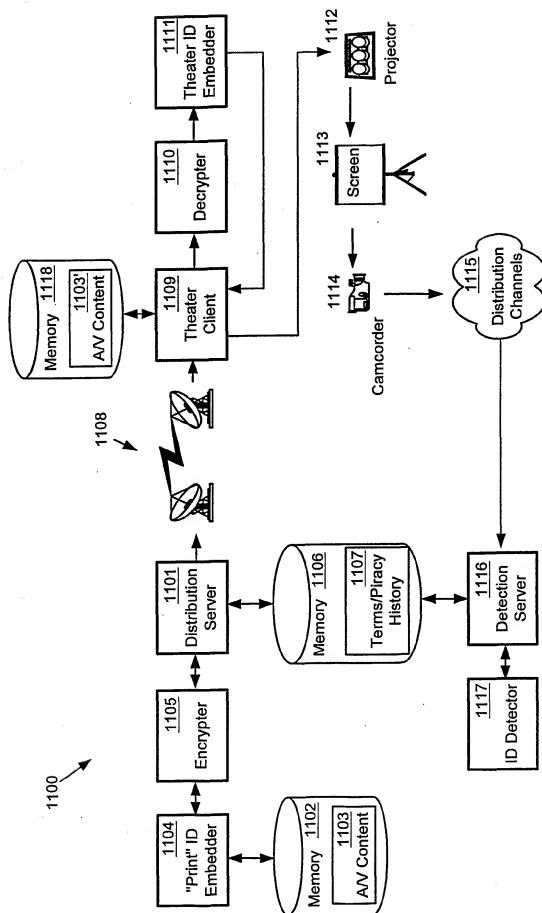 1100
1104
"Print" ID
Embedder
1105
Encrypter
1101
Distribution
Server
1108
1109
Theater
Client
1110
Decrypter
1111
Theater ID
Embedder
Memory 1118
1103'
A/V Content
Memory 1102
1103
A/V Content
Memory 1106
1107
Terms/Piracy
History
1112
Projector
1113
Screen
1114
Camcorder
1115
Distribution
Channels
1116
Detection
Server
1117
ID Detector